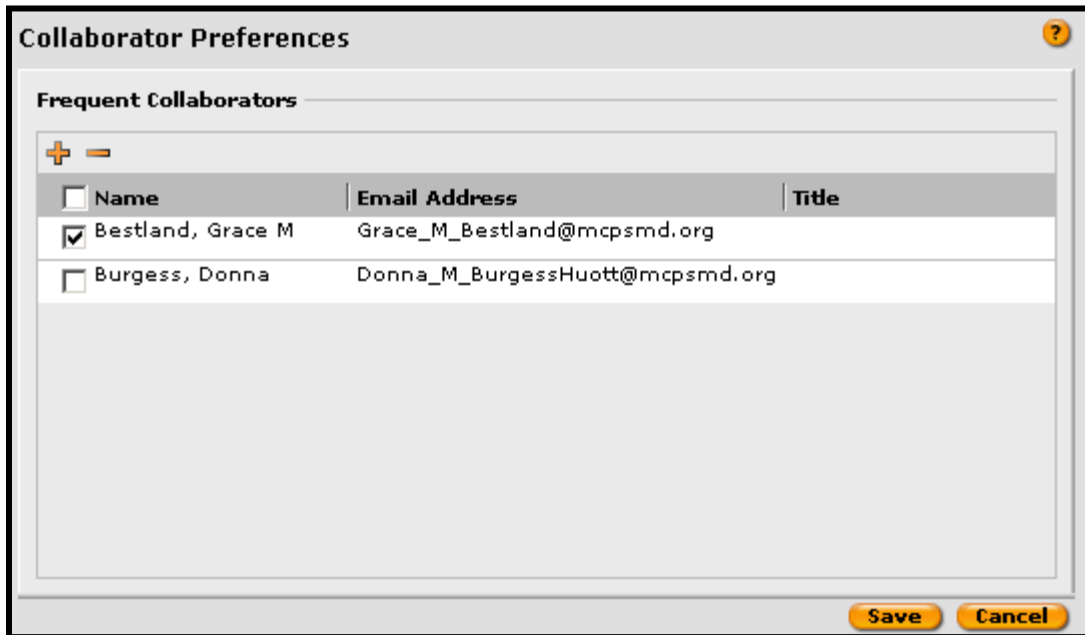 Collaborator Preferences ?
Frequent Collaborators
Name Email Address Title
Bestland, Grace M Grace_M_Bestland@mcpsmd.org
Burgess, Donna Donna_M_BurgessHuott@mcpsmd.org
Save Cancel